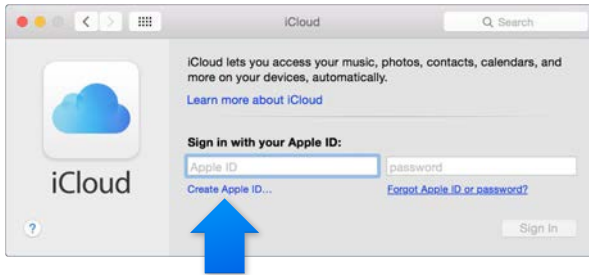 iCloud
Search
iCloud lets you access your music, photos, contacts, calendars, and
more on your devices, automatically.
Learn more about iCloud
Sign in with your Apple ID:
Apple ID
password
iCloud
Create Apple ID...
Forgot Apple ID or password?
?
Sign In